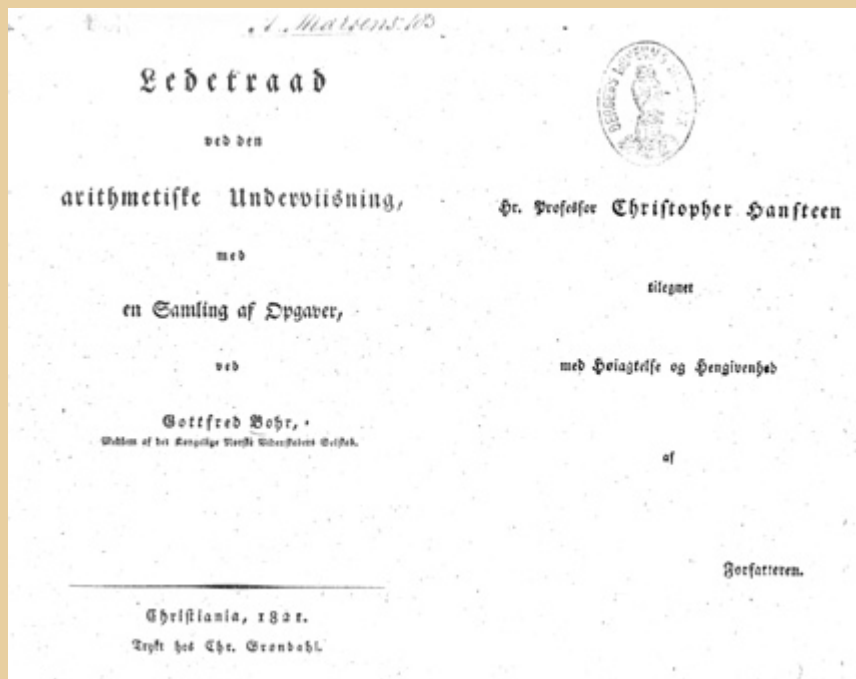 Ledetraad
ved den
arithmetiske Underviisning,
med
en Samling af Opgaver,
ved
Gottfred Bohr,
Medlem af det Kongelige Norske Videnskabers Selskab.
Christiania, 1821.
Trykt hos Chr. Grøndahl.
Hr. Professor Christopher Hansteen
tilegnet
med Høiagtelse og Hengivenhed
af
Forfatteren.